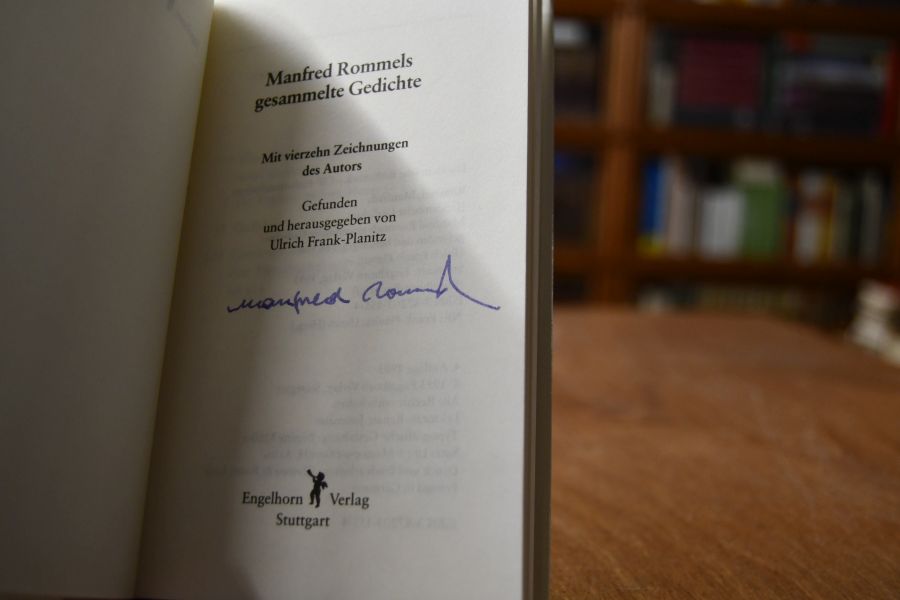 Manfred Rommels
gesammelte Gedichte
Mit vierzehn Zeichnungen
des Autors
Gefunden
und herausgegeben von
Ulrich Frank-Planitz
Manfred Rommel
Engelhorn Verlag
Stuttgart